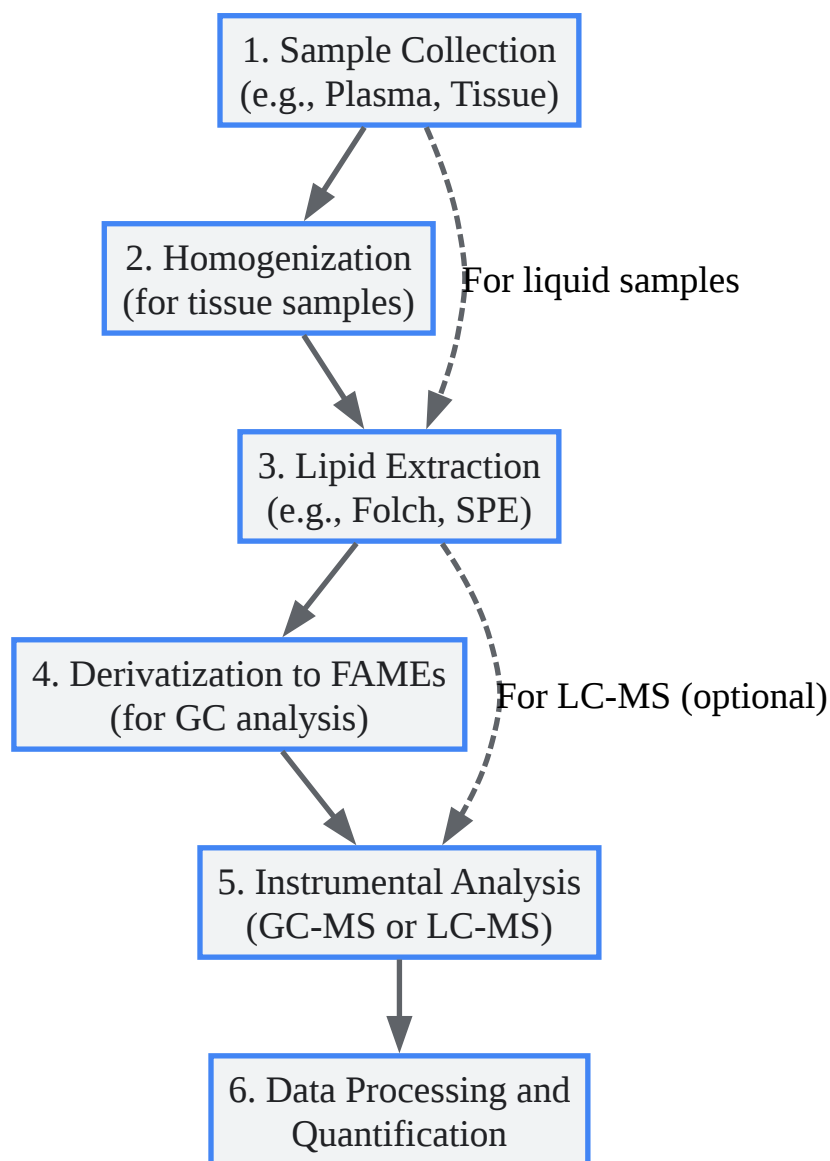 1. Sample Collection
(e.g., Plasma, Tissue)
2. Homogenization
(for tissue samples)
For liquid samples
3. Lipid Extraction
(e.g., Folch, SPE)
4. Derivatization to FAMEs
(for GC analysis)
For LC-MS (optional)
5. Instrumental Analysis
(GC-MS or LC-MS)
6. Data Processing and
Quantification